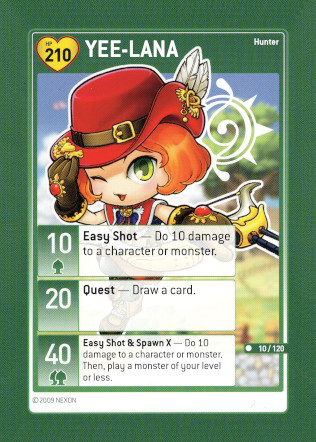 HP
210
YEE-LANA
Hunter
10
Easy Shot — Do 10 damage
to a character or monster.
20
Quest — Draw a card.
40
Easy Shot & Spawn X — Do 10
damage to a character or monster.
Then, play a monster of your level
or less.
10/120
©2009 NEXON